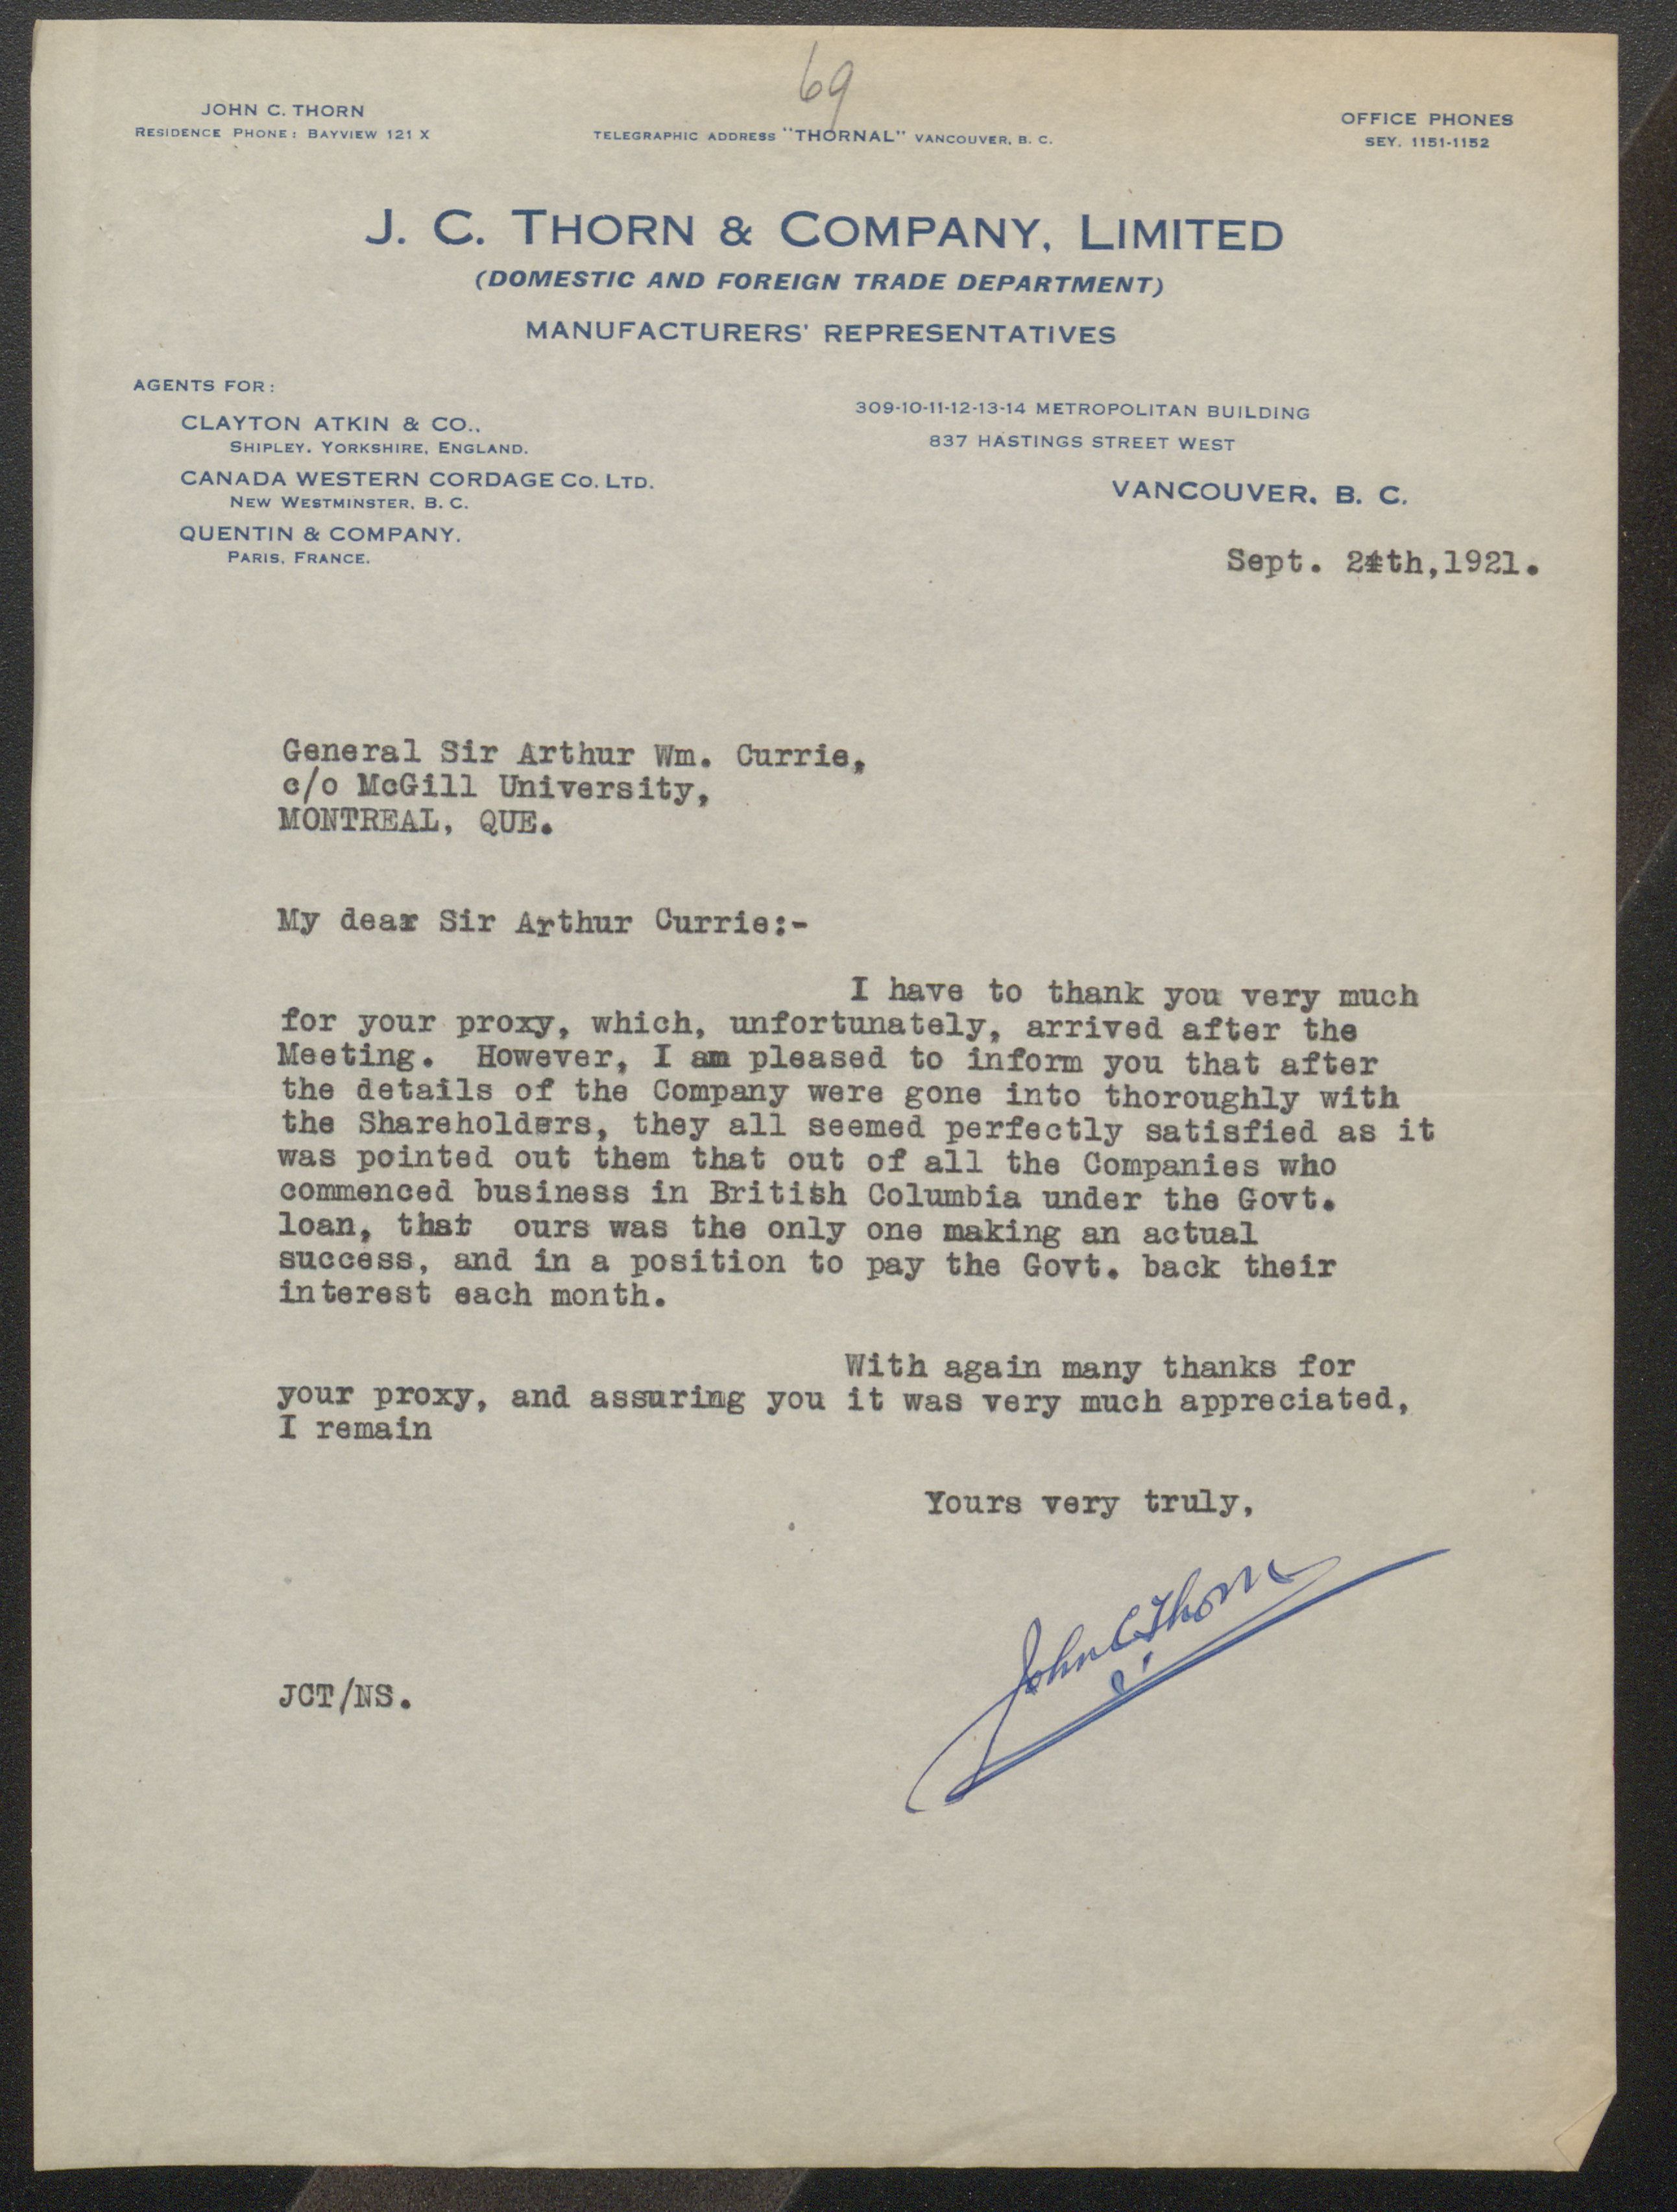 69
JOHN C. THORN
RESIDENCE PHONE: BAYVIEW 121 X
TELEGRAPHIC ADDRESS "THORNAL" VANCOUVER, B. C.
OFFICE PHONES
SEY. 1151-1152
J. C. THORN & COMPANY, LIMITED
(DOMESTIC AND FOREIGN TRADE DEPARTMENT)
MANUFACTURERS' REPRESENTATIVES
AGENTS FOR:
CLAYTON ATKIN & CO.,
SHIPLEY, YORKSHIRE, ENGLAND.
CANADA WESTERN CORDAGE CO. LTD.
NEW WESTMINSTER, B. C.
QUENTIN & COMPANY,
PARIS, FRANCE.
309-10-11-12-13-14 METROPOLITAN BUILDING
837 HASTINGS STREET WEST
VANCOUVER, B. C.
Sept. 24th,1921.
General Sir Arthur Wm. Currie,
c/o McGill University,
MONTREAL, QUE.
My dear Sir Arthur Currie:-
I have to thank you very much
for your proxy, which, unfortunately, arrived after the
Meeting. However, I am pleased to inform you that after
the details of the Company were gone into thoroughly with
the Shareholders, they all seemed perfectly satisfied as it
was pointed out them that out of all the Companies who
commenced business in British Columbia under the Govt.
loan, that ours was the only one making an actual
success, and in a position to pay the Govt. back their
interest each month.
With again many thanks for
your proxy, and assuring you it was very much appreciated,
I remain
Yours very truly,
John C Thorn
JCT/NS.